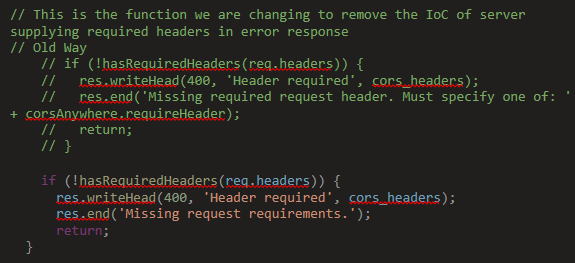 // This is the function we are changing to remove the IoC of server
supplying required headers in error response
// Old Way
    // if (!hasRequiredHeaders(req.headers)) {
    //   res.writeHead(400, 'Header required', cors_headers);
    //   res.end('Missing required request header. Must specify one of: '
+ corsAnywhere.requireHeader);
    //   return;
    // }

    if (!hasRequiredHeaders(req.headers)) {
      res.writeHead(400, 'Header required', cors_headers);
      res.end('Missing request requirements.');
      return;
  }